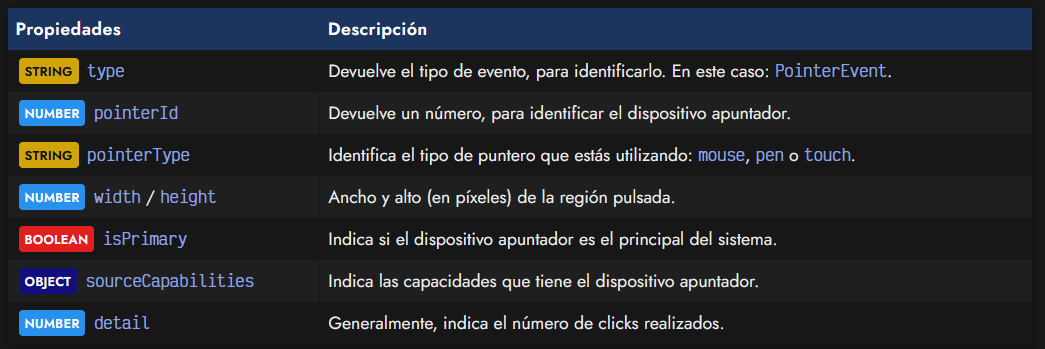 Propiedades Descripción
STRING type Devuelve el tipo de evento, para identificarlo. En este caso: PointerEvent.
NUMBER pointerId Devuelve un número, para identificar el dispositivo apuntador.
STRING pointerType Identifica el tipo de puntero que estás utilizando: mouse, pen o touch.
NUMBER width / height Ancho y alto (en píxeles) de la región pulsada.
BOOLEAN isPrimary Indica si el dispositivo apuntador es el principal del sistema.
OBJECT sourceCapabilities Indica las capacidades que tiene el dispositivo apuntador.
NUMBER detail Generalmente, indica el número de clicks realizados.